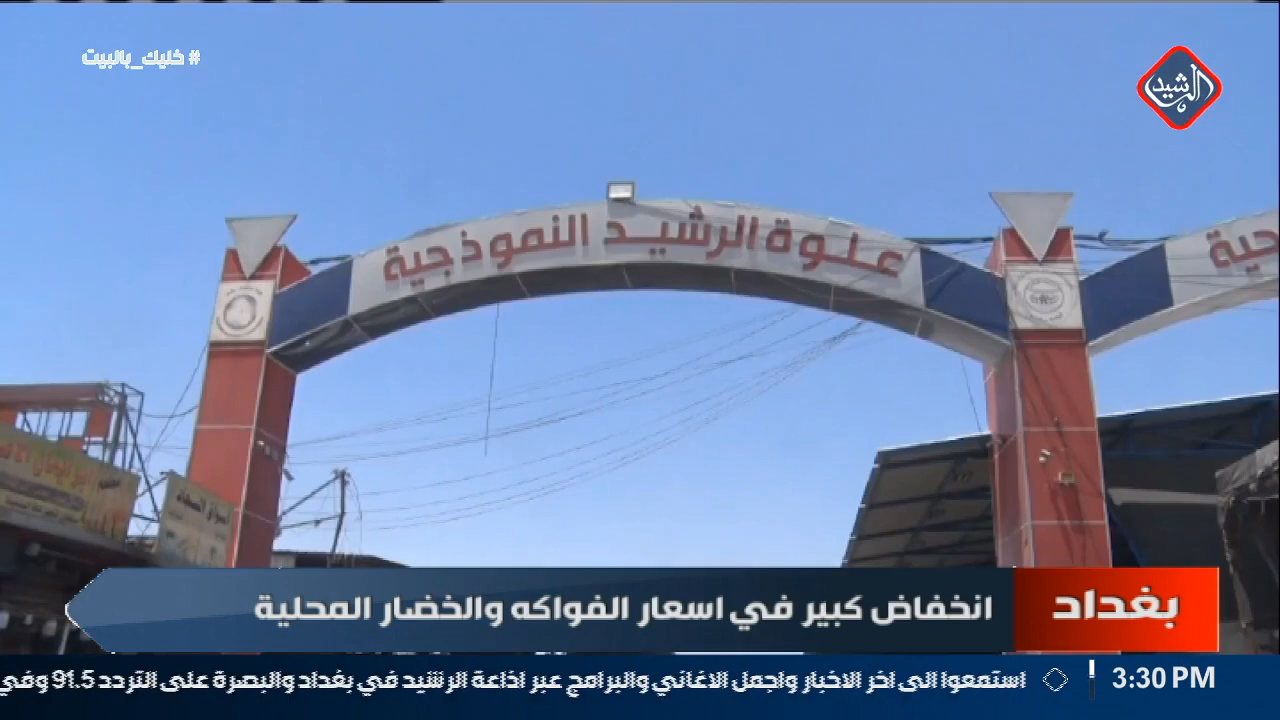 # خليك_بالبيت
الرشيد
علوة الرشيد النموذجية
حية
بغداد
انخفاض كبير في اسعار الفواكه والخضار المحلية
3:30 PM
استمعوا الى اخر الاخبار واجمل الاغاني والبرامج عبر اذاعة الرشيد في بغداد والبصرة على التردد 91.5 وفي